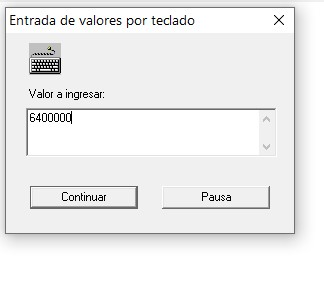 Entrada de valores por teclado
Valor a ingresar:
6400000
Continuar
Pausa